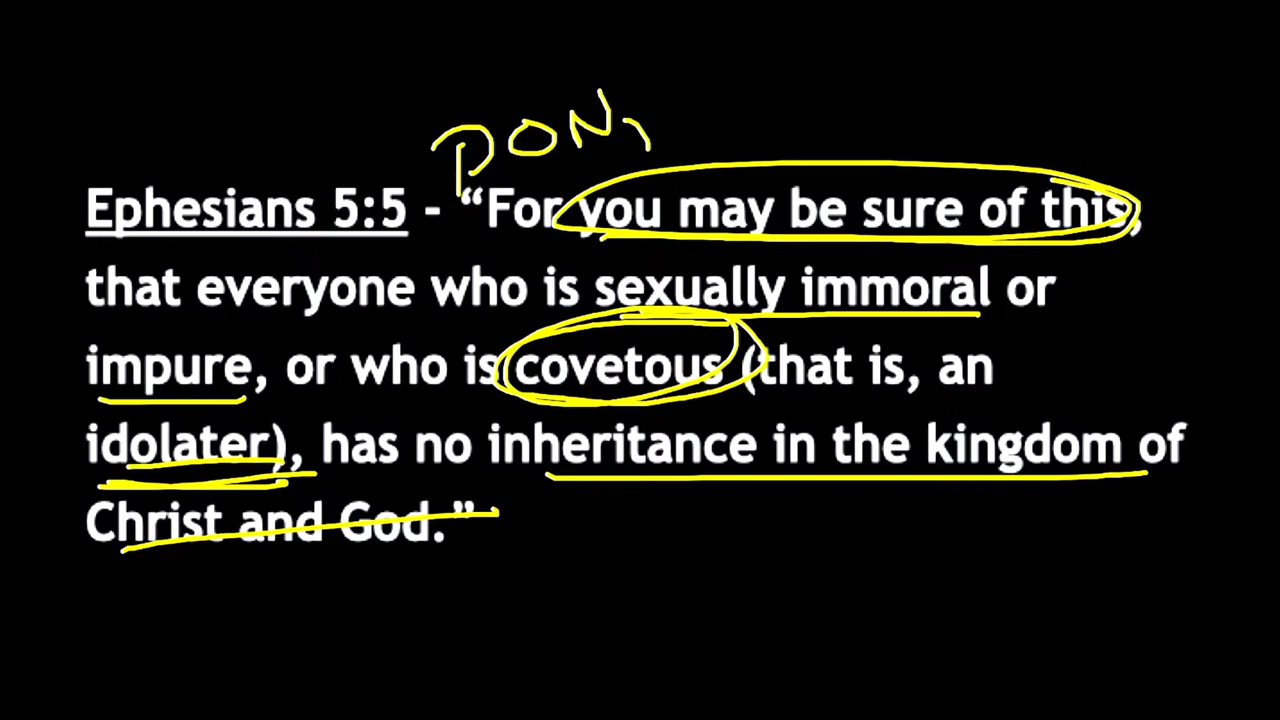 DON
Ephesians 5:5 - “For you may be sure of this,
that everyone who is sexually immoral or
impure, or who is covetous (that is, an
idolater), has no inheritance in the kingdom of
Christ and God.”